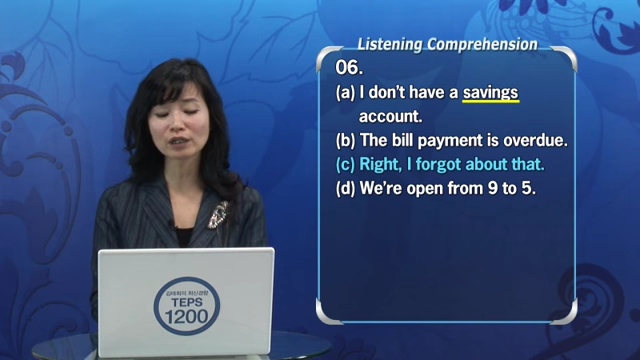 Listening Comprehension
06.
(a) I don't have a savings
account.
(b) The bill payment is overdue.
(c) Right, I forgot about that.
(d) We're open from 9 to 5.
TEPS
1200